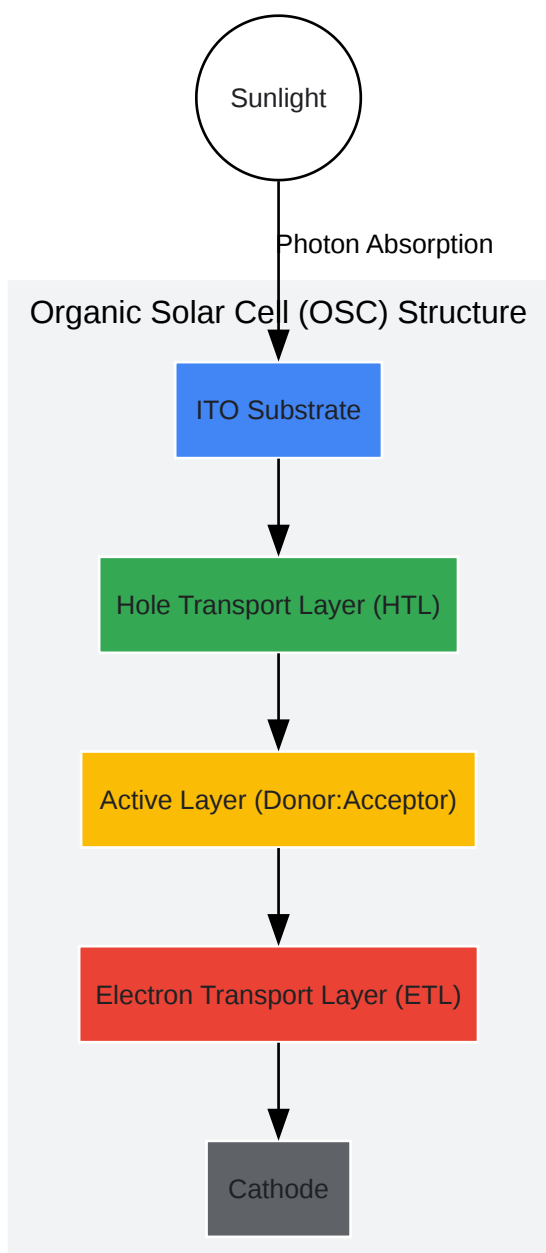 Sunlight
Photon Absorption
Organic Solar Cell (OSC) Structure
ITO Substrate
Hole Transport Layer (HTL)
Active Layer (Donor:Acceptor)
Electron Transport Layer (ETL)
Cathode